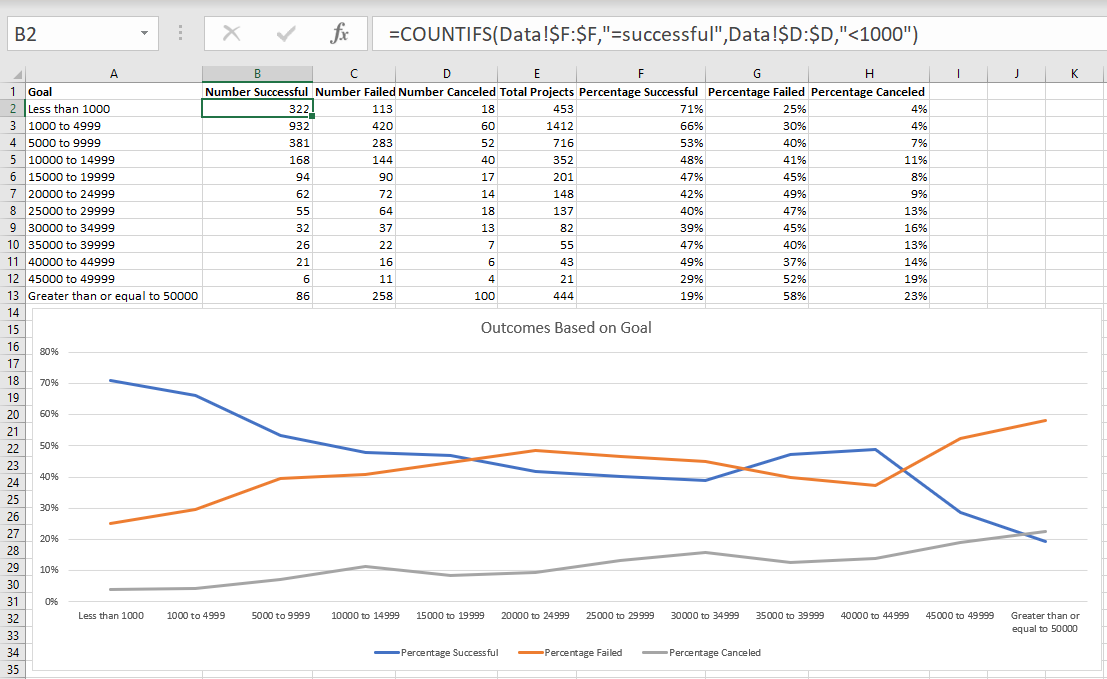 B2 fx =COUNTIFS(Data!$F:$F,"=successful",Data!$D:$D,"<1000")
A B C D E F G H I J K
1 Goal Number Successful Number Failed Number Canceled Total Projects Percentage Successful Percentage Failed Percentage Canceled
2 Less than 1000 322 113 18 453 71% 25% 4%
3 1000 to 4999 932 420 60 1412 66% 30% 4%
4 5000 to 9999 381 283 52 716 53% 40% 7%
5 10000 to 14999 168 144 40 352 48% 41% 11%
6 15000 to 19999 94 90 17 201 47% 45% 8%
7 20000 to 24999 62 72 14 148 42% 49% 9%
8 25000 to 29999 55 64 18 137 40% 47% 13%
9 30000 to 34999 32 37 13 82 39% 45% 16%
10 35000 to 39999 26 22 7 55 47% 40% 13%
11 40000 to 44999 21 16 6 43 49% 37% 14%
12 45000 to 49999 6 11 4 21 29% 52% 19%
13 Greater than or equal to 50000 86 258 100 444 19% 58% 23%
14
15 Outcomes Based on Goal
16 80%
17
18 70%
19
20 60%
21
22 50%
23
24 40%
25
26 30%
27 20%
28
29 10%
30
31 0%
32 Less than 1000 1000 to 4999 5000 to 9999 10000 to 14999 15000 to 19999 20000 to 24999 25000 to 29999 30000 to 34999 35000 to 39999 40000 to 44999 45000 to 49999 Greater than or
33 equal to 50000
34 Percentage Successful Percentage Failed Percentage Canceled
35